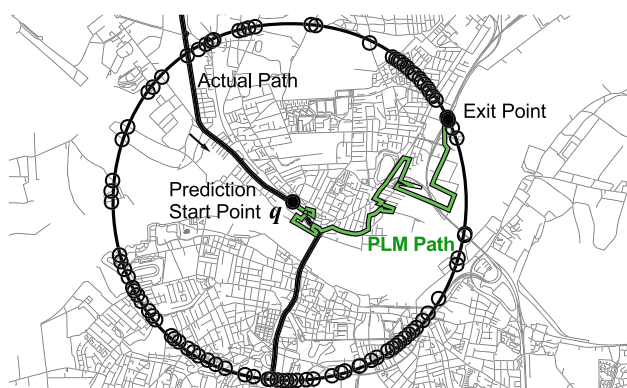 Actual Path
Exit Point
Prediction
Start Point q
PLM Path